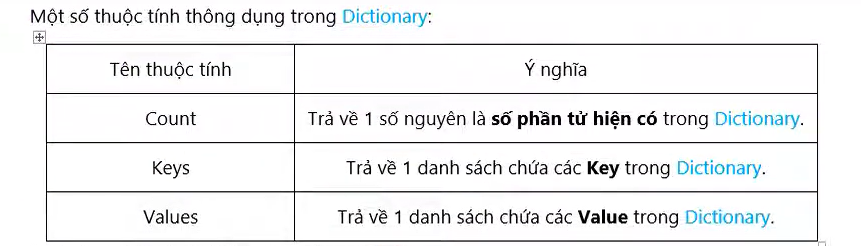 Một số thuộc tính thông dụng trong Dictionary:
Tên thuộc tính Ý nghĩa
Count Trả về 1 số nguyên là số phần tử hiện có trong Dictionary.
Keys Trả về 1 danh sách chứa các Key trong Dictionary.
Values Trả về 1 danh sách chứa các Value trong Dictionary.